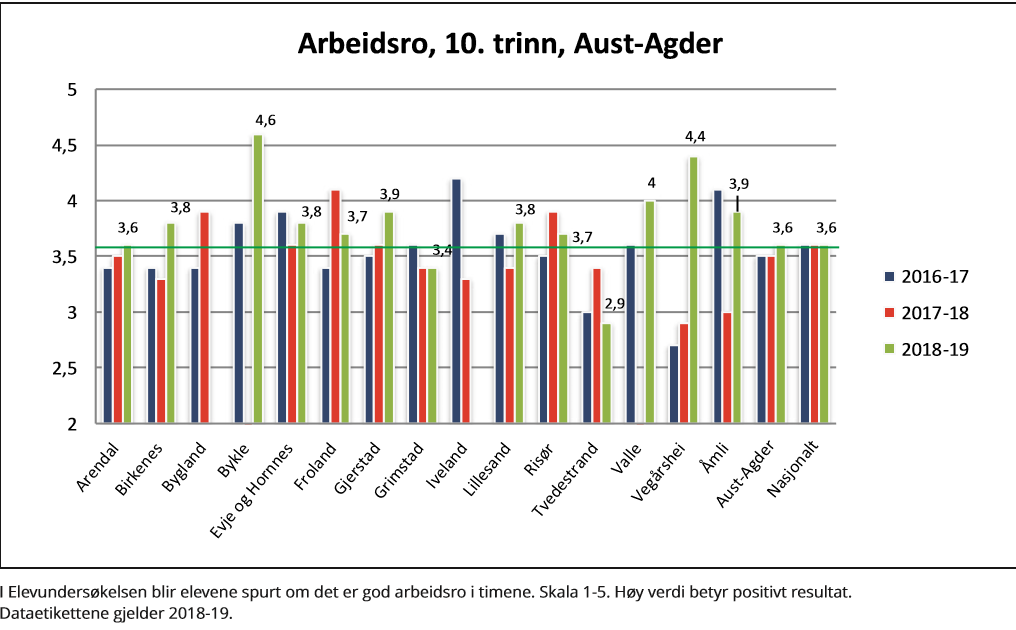 Arbeidsro, 10. trinn, Aust-Agder
5
4,5
4
3,5
3
2,5
2
3,6
3,8
4,6
3,8
3,7
3,9
3,4
3,8
3,7
2,9
4
4,4
3,9
3,6
3,6
Arendal
Birkenes
Bygland
Bykle
Evje og Hornnes
Froland
Gjerstad
Grimstad
Iveland
Lillesand
Risør
Tvedestrand
Valle
Vegårshei
Åmli
Aust-Agder
Nasjonalt
2016-17
2017-18
2018-19
I Elevundersøkelsen blir elevene spurt om det er god arbeidsro i timene. Skala 1-5. Høy verdi betyr positivt resultat.
Dataetikettene gjelder 2018-19.